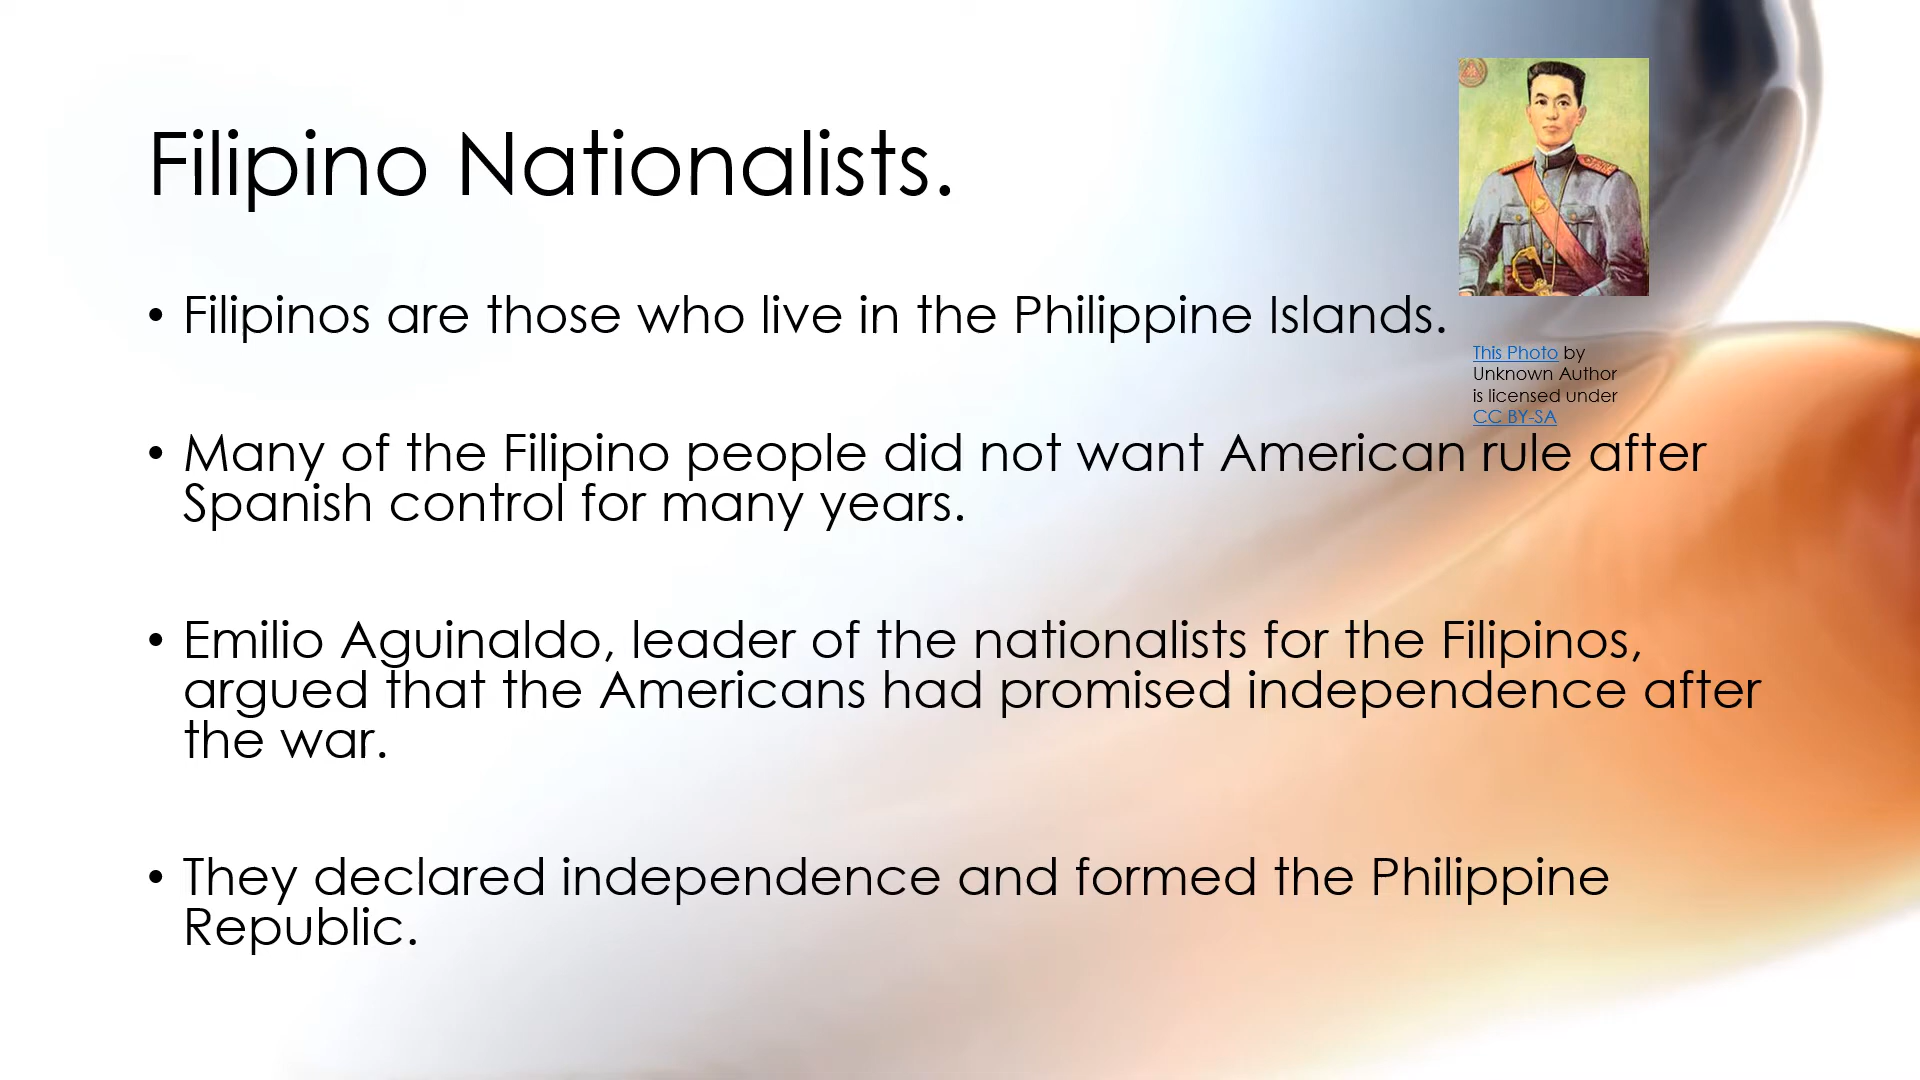 Filipino Nationalists.
• Filipinos are those who live in the Philippine Islands.
This Photo by
Unknown Author
is licensed under
CC BY-SA
• Many of the Filipino people did not want American rule after
Spanish control for many years.
• Emilio Aguinaldo, leader of the nationalists for the Filipinos,
argued that the Americans had promised independence after
the war.
• They declared independence and formed the Philippine
Republic.